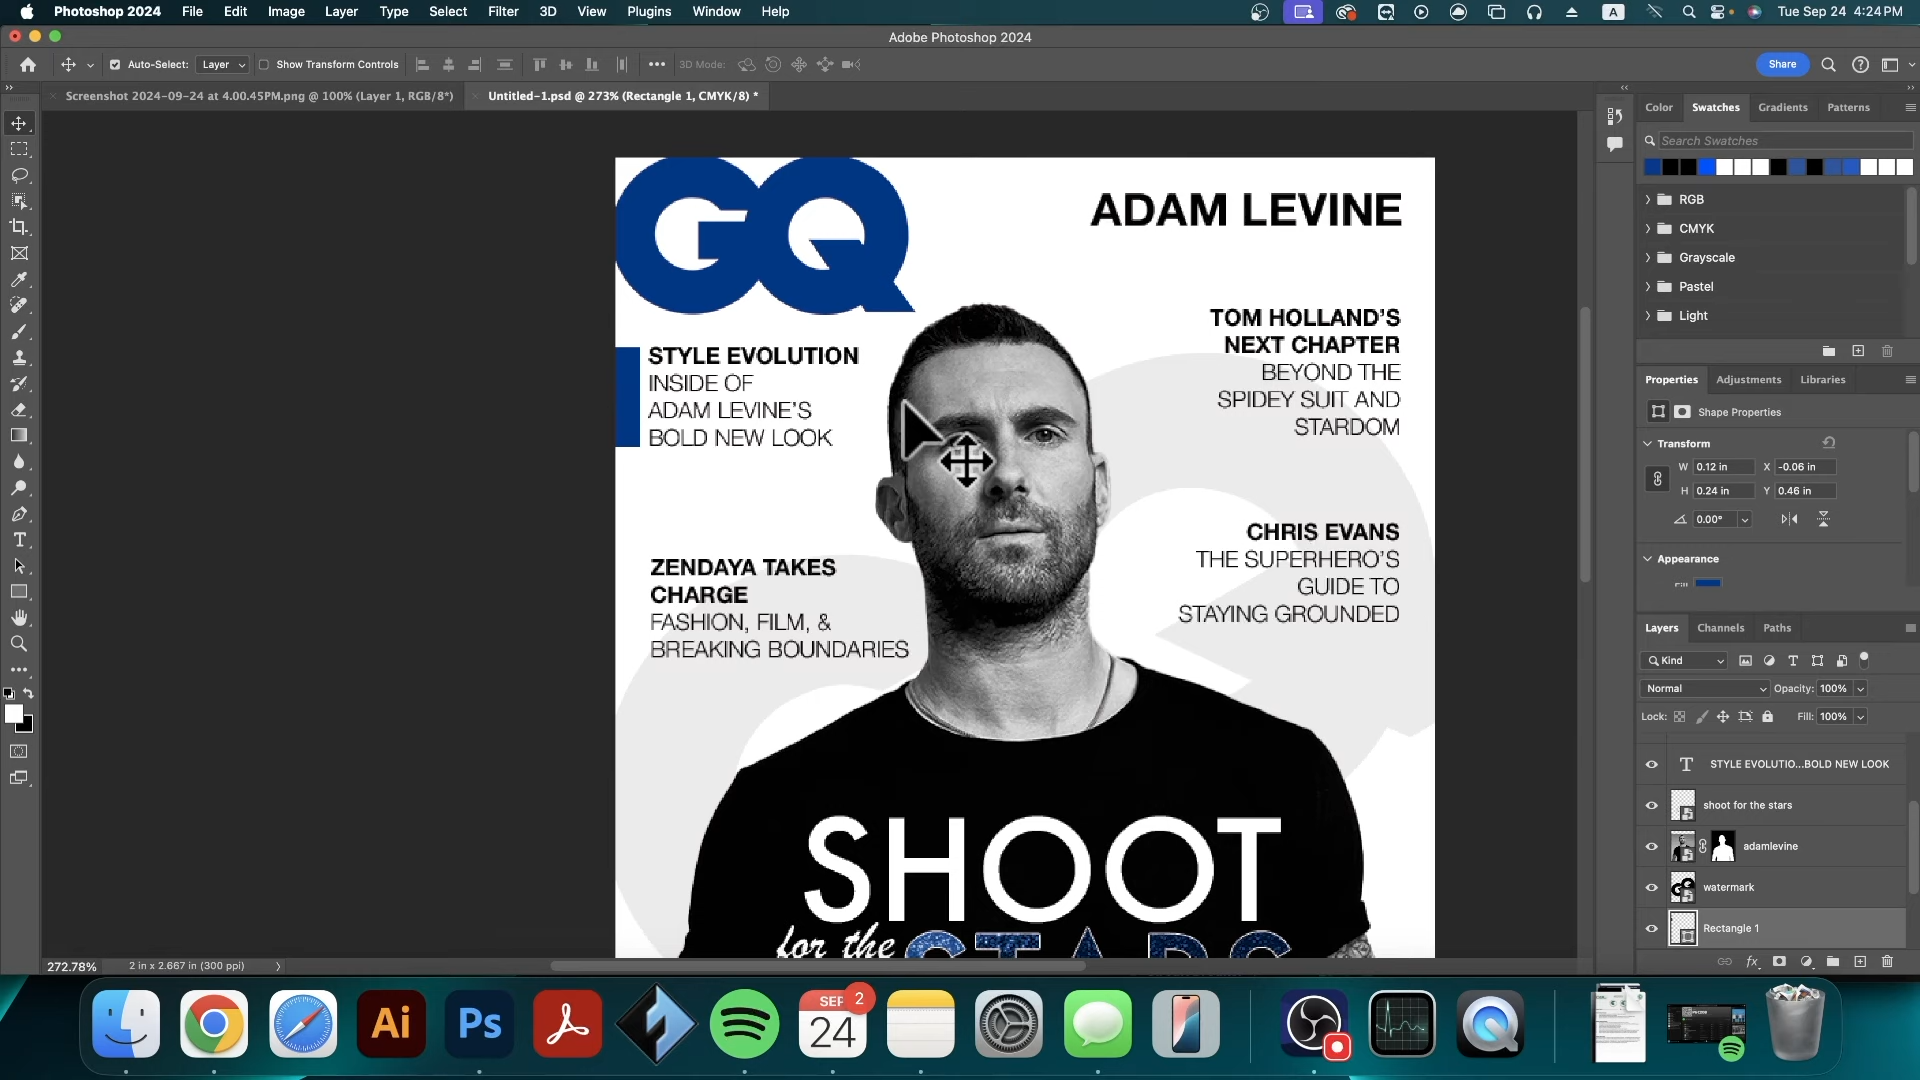 Photoshop 2024 File Edit Image Layer Type Select Filter 3D View Plugins Window Help A Tue Sep 24 4:24 PM
Adobe Photoshop 2024
Auto-Select: Layer Show Transform Controls 3D Mode: Share
Screenshot 2024-09-24 at 4.00.45PM.png @ 100% (Layer 1, RGB/8*) Untitled-1.psd @ 273% (Rectangle 1, CMYK/8) *
Color Swatches Gradients Patterns
Search Swatches
RGB
CMYK
Grayscale
Pastel
Light
Properties Adjustments Libraries
Shape Properties
Transform
W 0.12 in X -0.06 in
H 0.24 in Y 0.46 in
0.00°
Appearance
Layers Channels Paths
Kind
Normal Opacity: 100%
Lock: Fill: 100%
STYLE EVOLUTIO...BOLD NEW LOOK
shoot for the stars
adamlevine
watermark
Rectangle 1
fx
GQ
ADAM LEVINE
STYLE EVOLUTION
INSIDE OF
ADAM LEVINE'S
BOLD NEW LOOK
TOM HOLLAND'S
NEXT CHAPTER
BEYOND THE
SPIDEY SUIT AND
STARDOM
CHRIS EVANS
THE SUPERHERO'S
GUIDE TO
STAYING GROUNDED
ZENDAYA TAKES
CHARGE
FASHION, FILM, &
BREAKING BOUNDARIES
SHOOT
for the STARS
272.78% 2 in x 2.667 in (300 ppi)
Ai Ps SEP 24 2